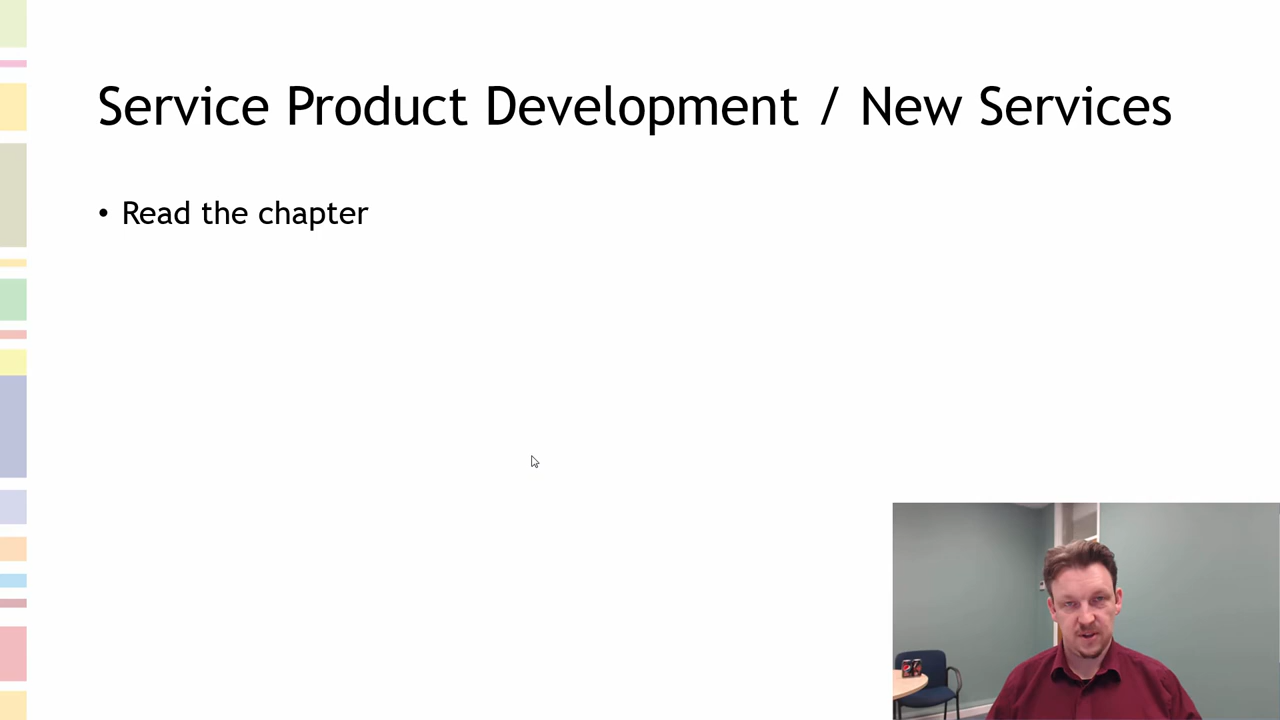 Service Product Development / New Services
• Read the chapter